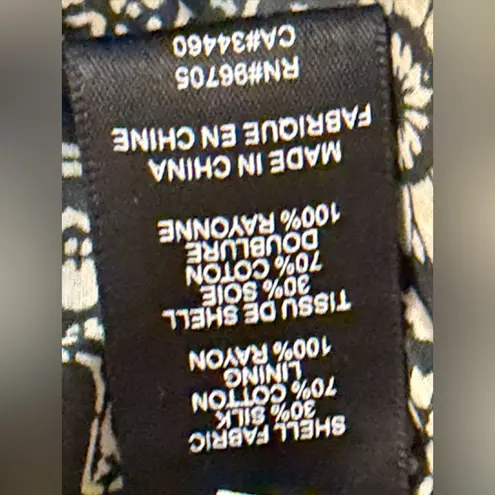 SHELL FABRIC
30% SILK
70% COTTON
LINING
100% RAYON
TISSU DE SHELL
30% SOIE
70% COTON
DOUBLURE
100% RAYONNE
MADE IN CHINA
FABRIQUE EN CHINE
RN#96705
CA#34460